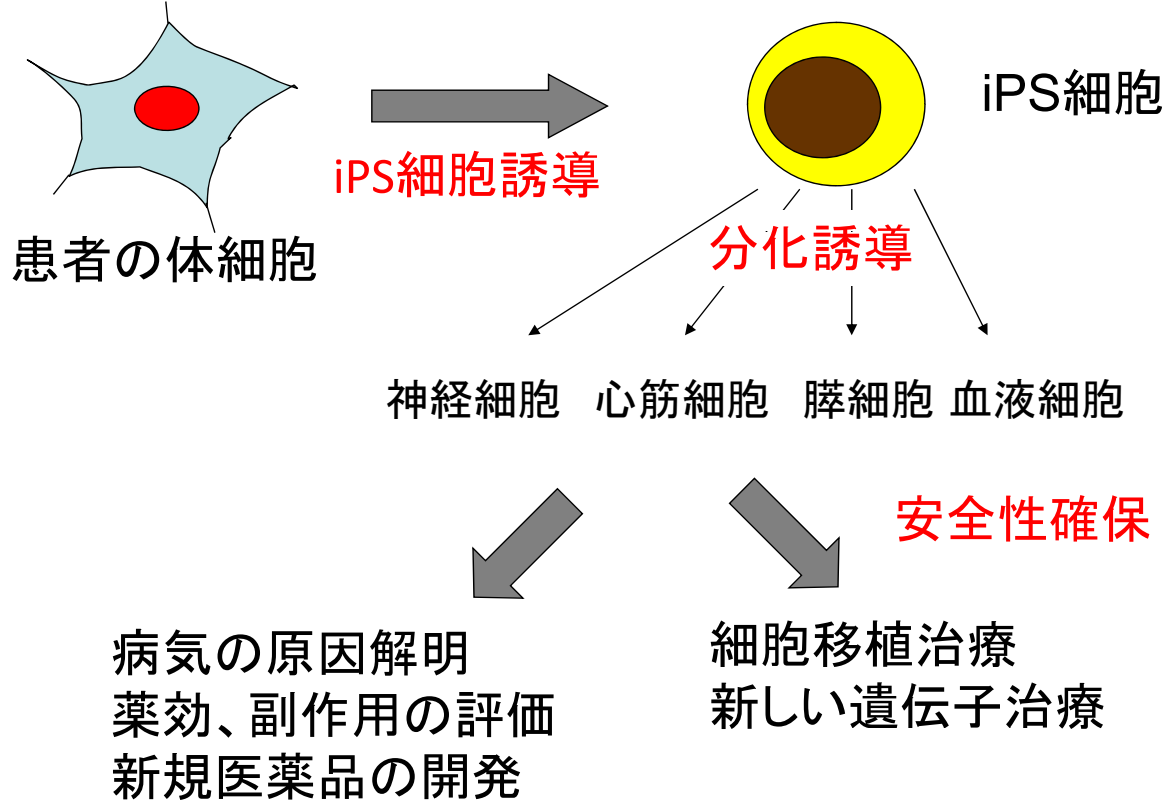 iPS細胞
iPS細胞誘導
患者の体細胞
分化誘導
神経細胞 心筋細胞 膵細胞 血液細胞
安全性確保
病気の原因解明
薬効、副作用の評価
新規医薬品の開発
細胞移植治療
新しい遺伝子治療